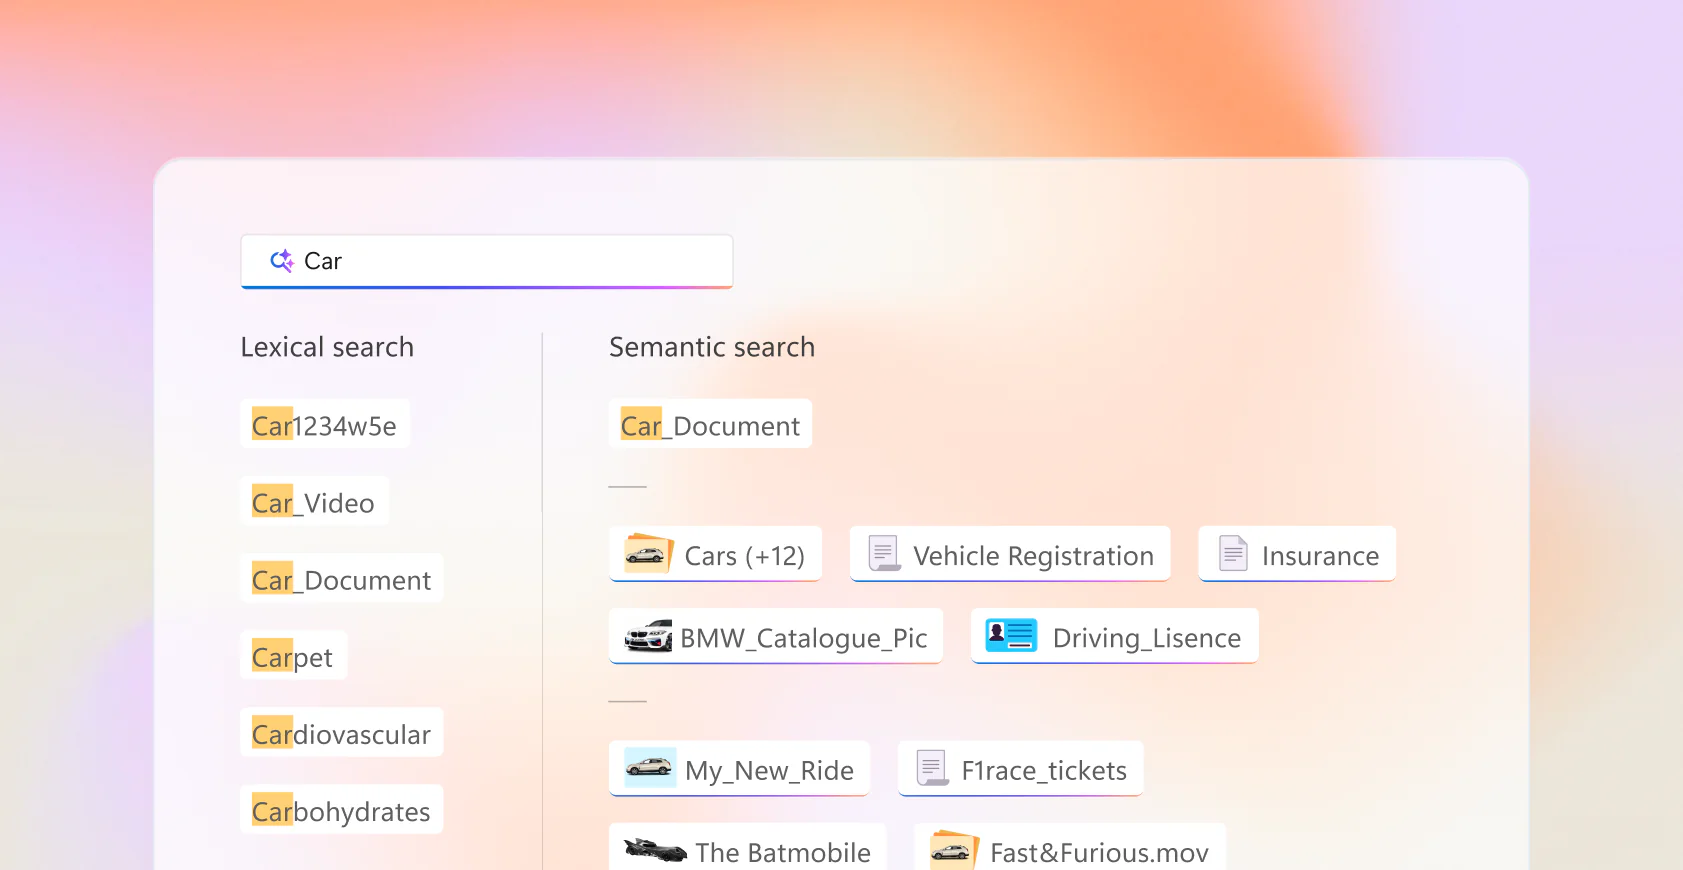 Car
Lexical search
Car1234w5e
Car_Video
Car_Document
Carpet
Cardiovascular
Carbohydrates
Semantic search
Car_Document
Cars (+12) Vehicle Registration Insurance
BMW_Catalogue_Pic Driving_Lisence
My_New_Ride F1race_tickets
The Batmobile Fast&Furious.mov